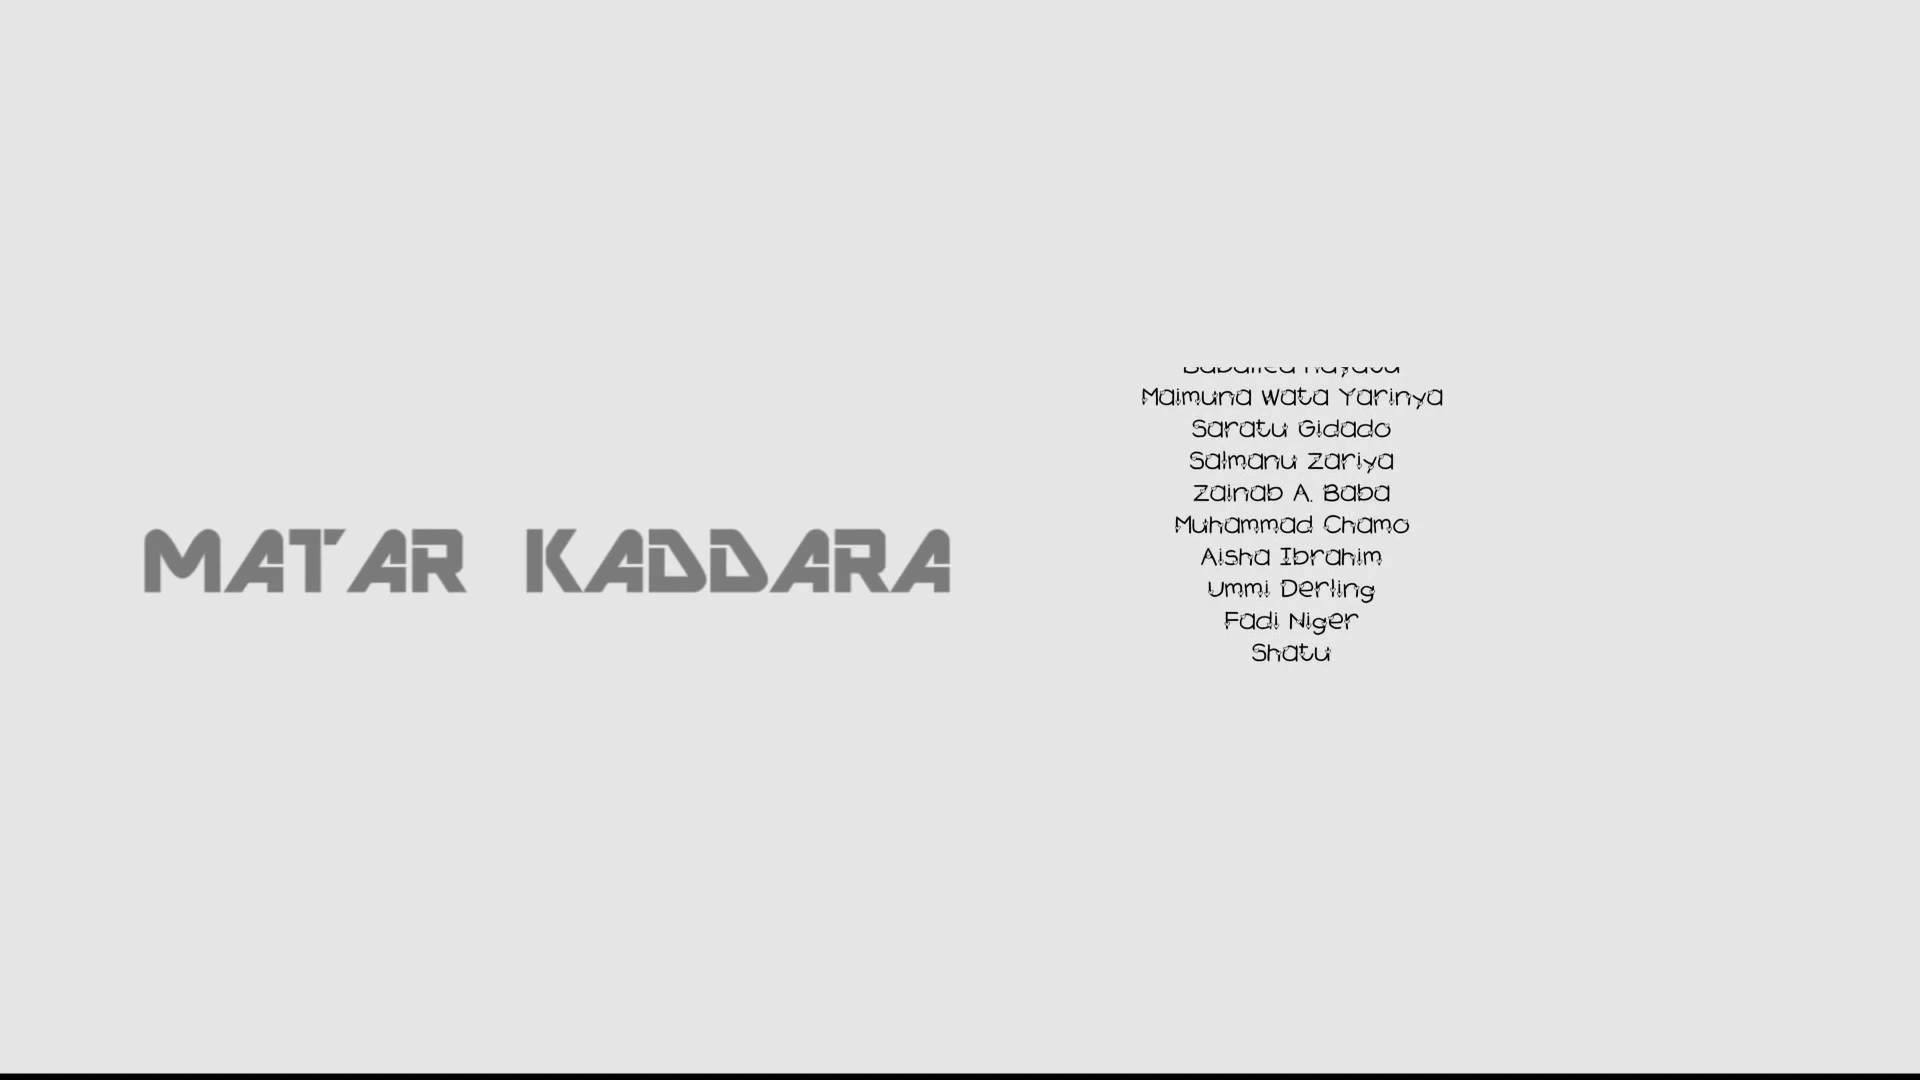 MATAR KADDARA
Maimuna Wata Yarinya
Saratu Gidado
Salmanu Zariya
Zainab A. Baba
Muhammad Chamo
Aisha Ibrahim
Ummi Derling
Fadi Niger
Shatu